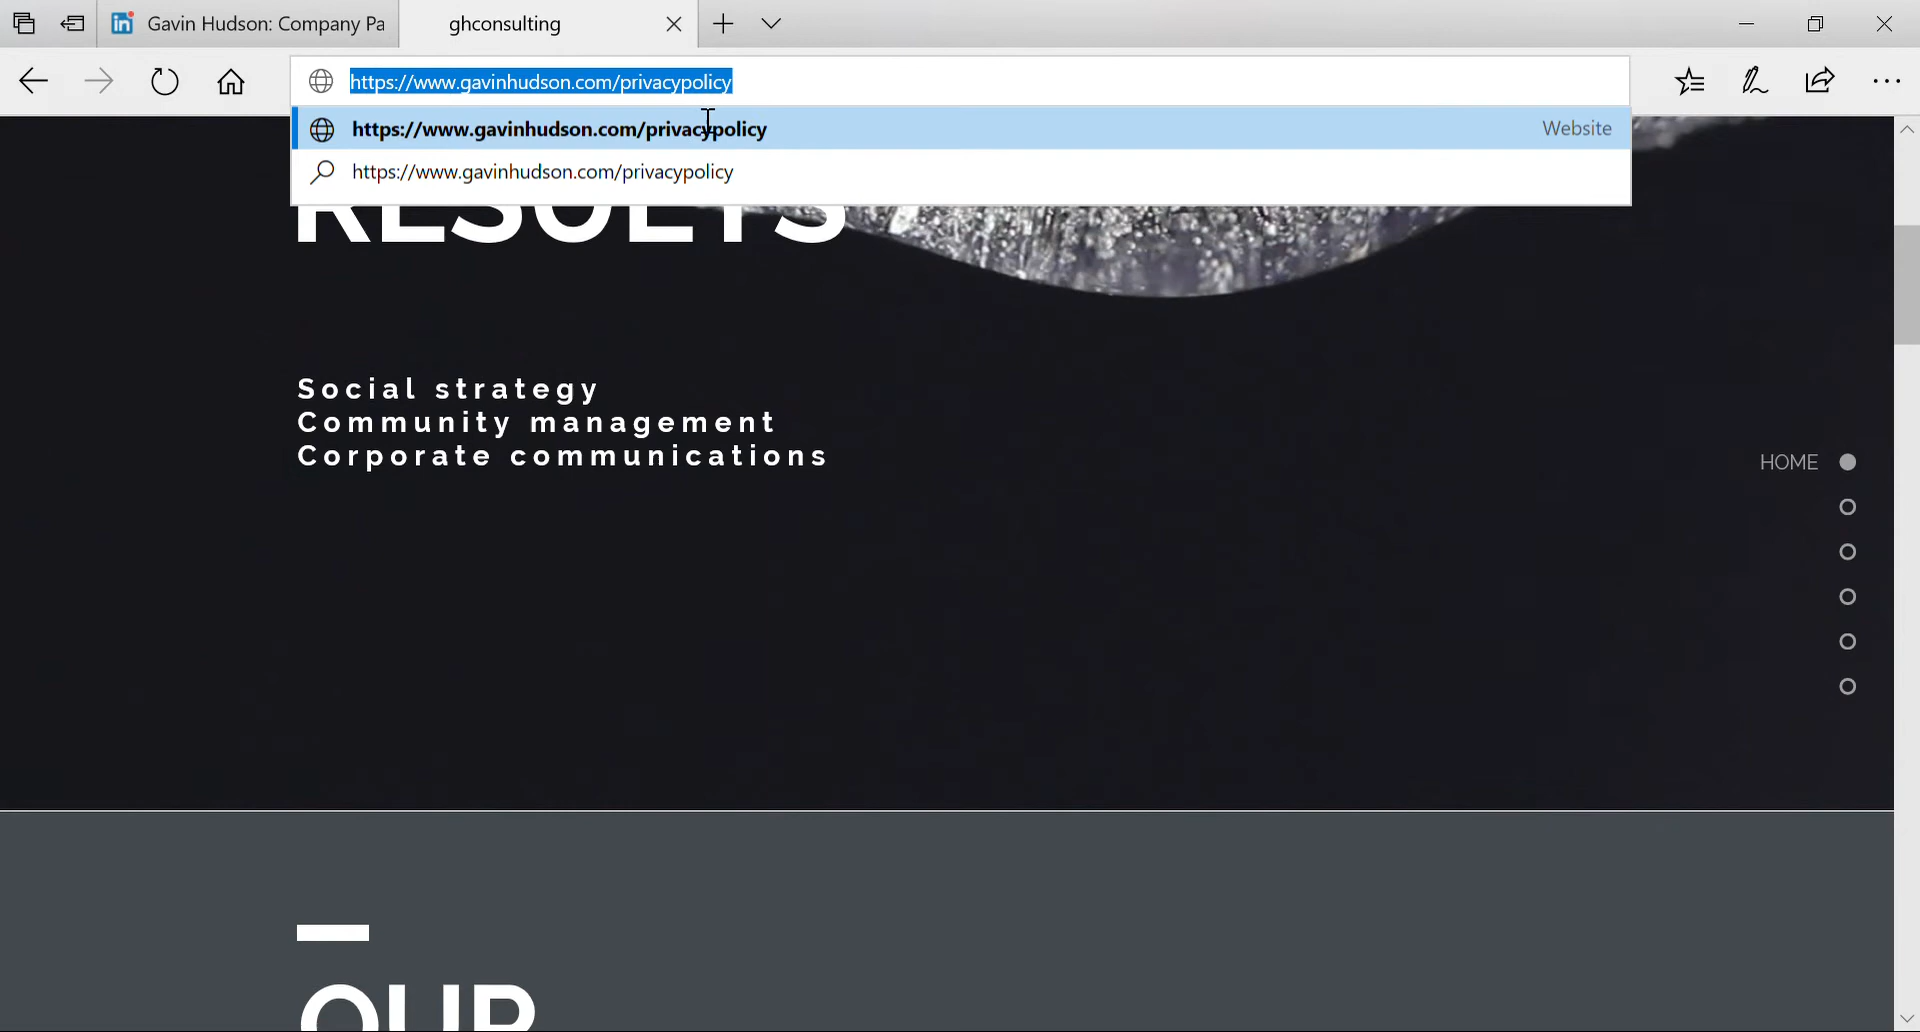 Gavin Hudson: Company Pa
ghconsulting
https://www.gavinhudson.com/privacypolicy
https://www.gavinhudson.com/privacypolicy
Website
https://www.gavinhudson.com/privacypolicy
RESULTS
Social strategy
Community management
Corporate communications
HOME
OUR